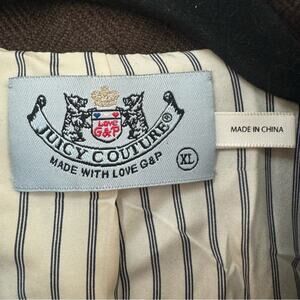 LOVE
G&P
JUICY COUTURE®
MADE WITH LOVE G&P
XL
MADE IN CHINA